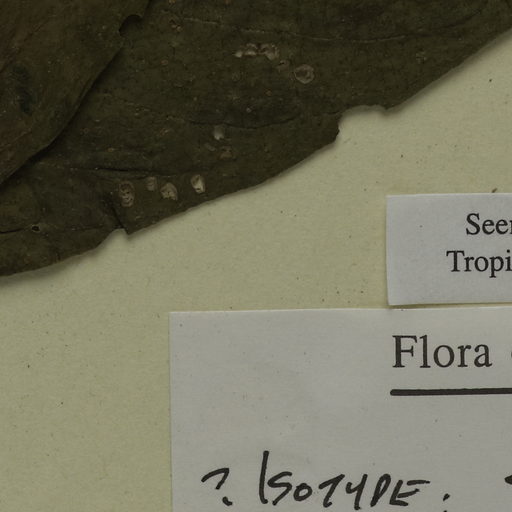 Seen
Tropi
Flora
? ISOTYPE.